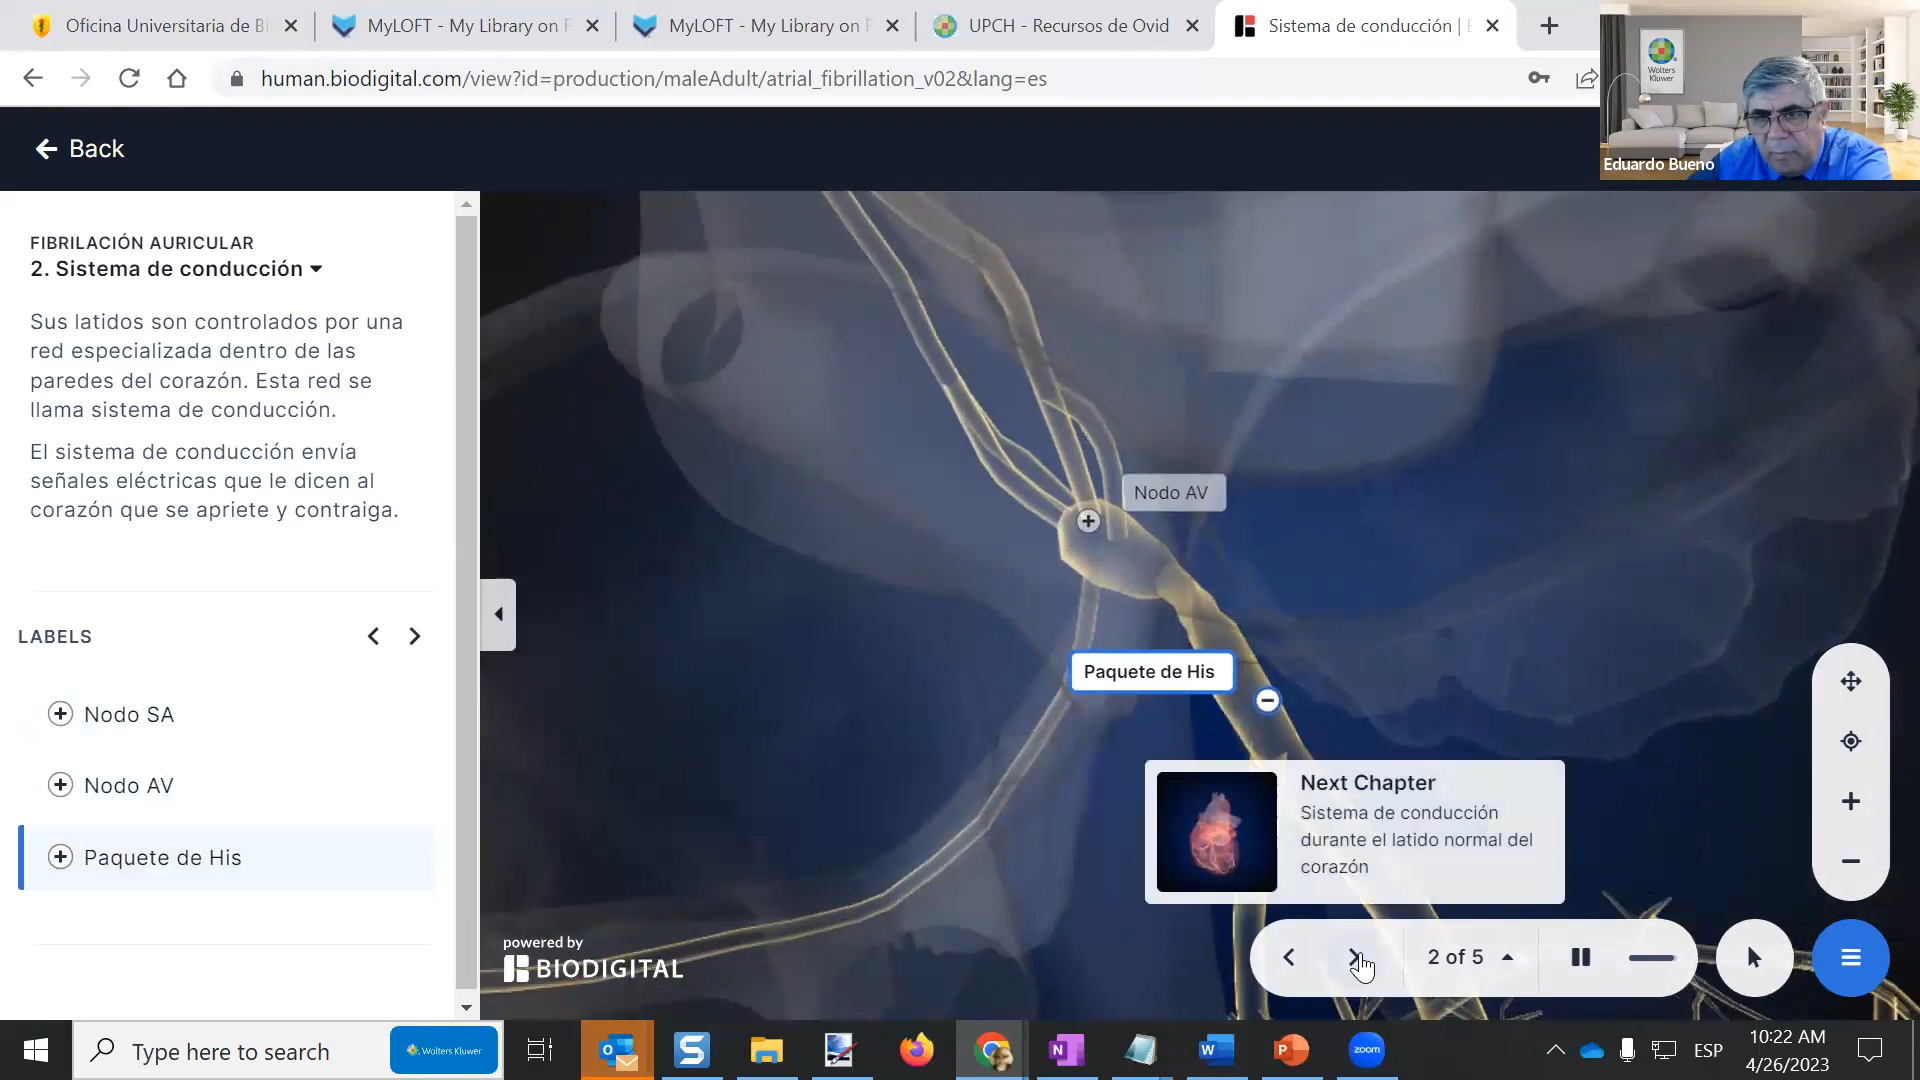 Oficina Universitaria de Bi
MyLOFT - My Library on F
MyLOFT - My Library on F
UPCH - Recursos de Ovid
Sistema de conducción | B
human.biodigital.com/view?id=production/maleAdult/atrial_fibrillation_v02&lang=es
Wolters
Kluwer
Eduardo Bueno
Back
FIBRILACIÓN AURICULAR
2. Sistema de conducción
Sus latidos son controlados por una
red especializada dentro de las
paredes del corazón. Esta red se
llama sistema de conducción.
El sistema de conducción envía
señales eléctricas que le dicen al
corazón que se apriete y contraiga.
LABELS
Nodo SA
Nodo AV
Paquete de His
Nodo AV
Paquete de His
Next Chapter
Sistema de conducción
durante el latido normal del
corazón
powered by
BIODIGITAL
2 of 5
Type here to search
Wolters Kluwer
zoom
ESP
10:22 AM
4/26/2023